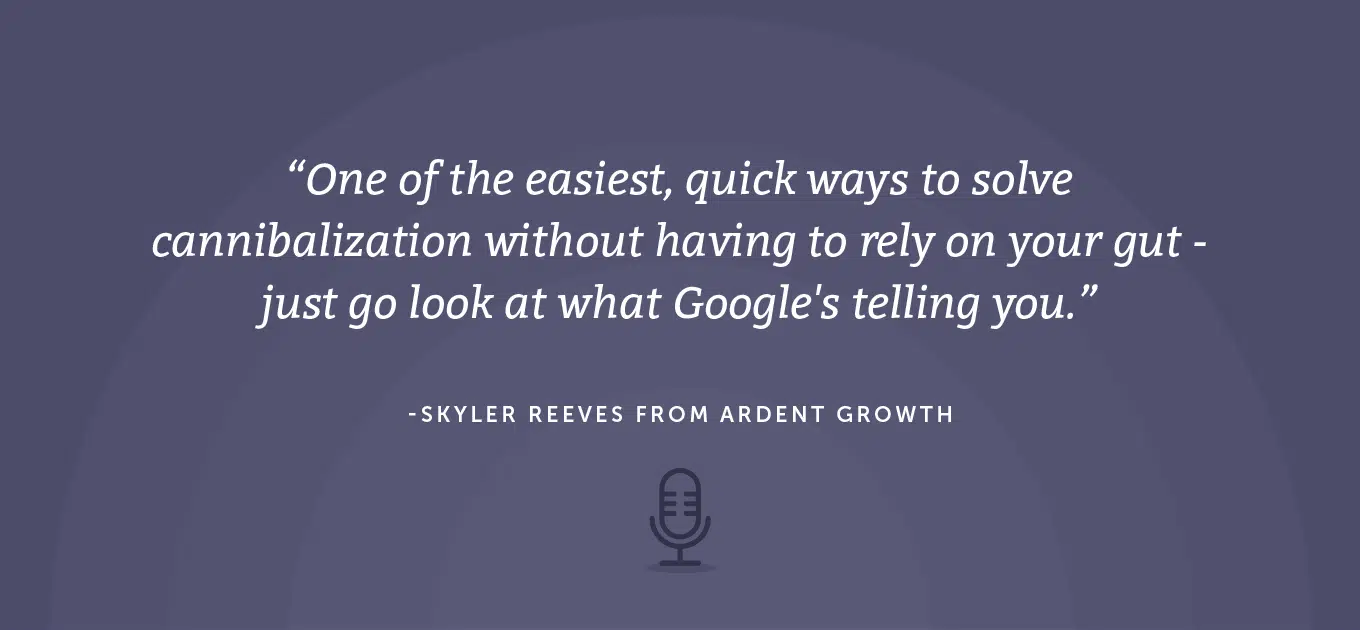 “One of the easiest, quick ways to solve
cannibalization without having to rely on your gut -
just go look at what Google's telling you.”
-SKYLER REEVES FROM ARDENT GROWTH